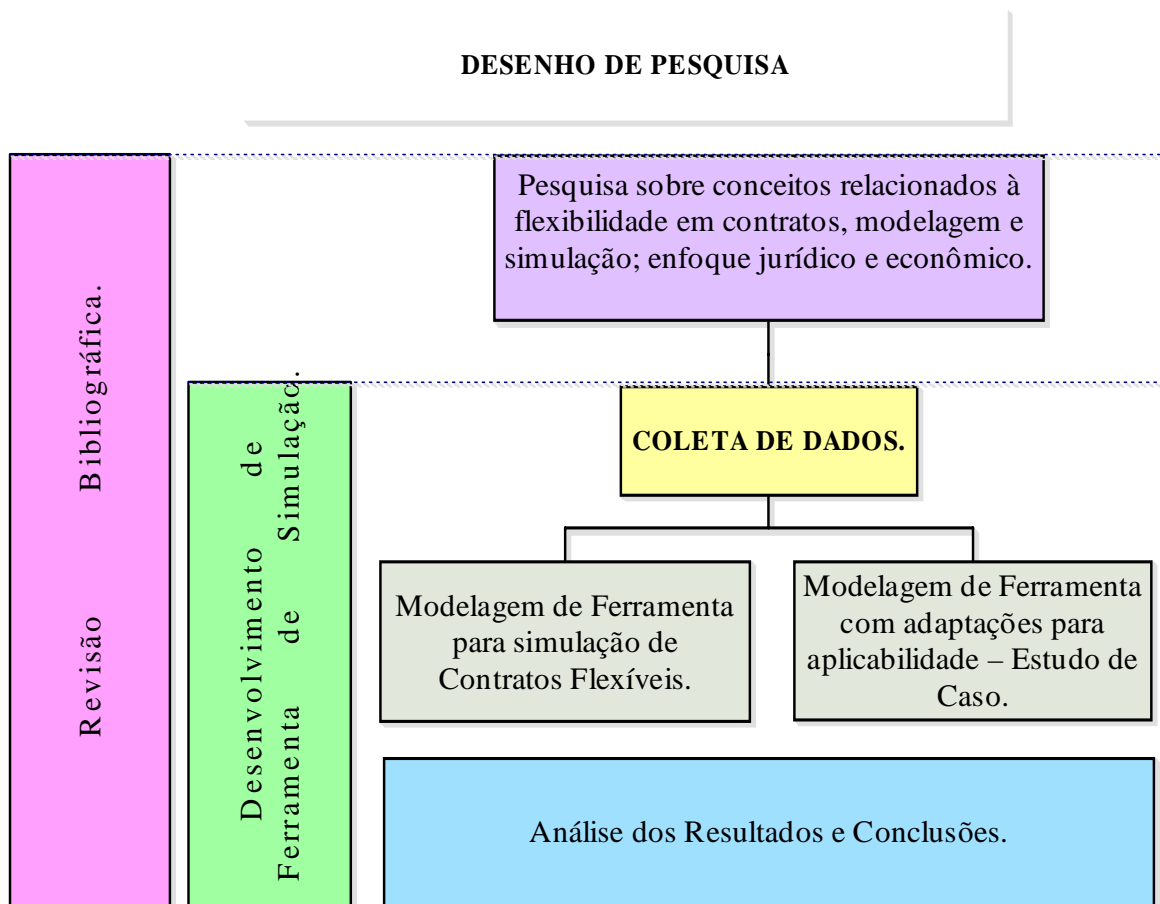 DESENHO DE PESQUISA
Pesquisa sobre conceitos relacionados à
flexibilidade em contratos, modelagem e
simulação; enfoque jurídico e econômico.
Revisão Bibliográfica.
Desenvolvimento de
Ferramenta de Simulação.
COLETA DE DADOS.
Modelagem de Ferramenta
para simulação de
Contratos Flexíveis.
Modelagem de Ferramenta
com adaptações para
aplicabilidade – Estudo de
Caso.
Análise dos Resultados e Conclusões.